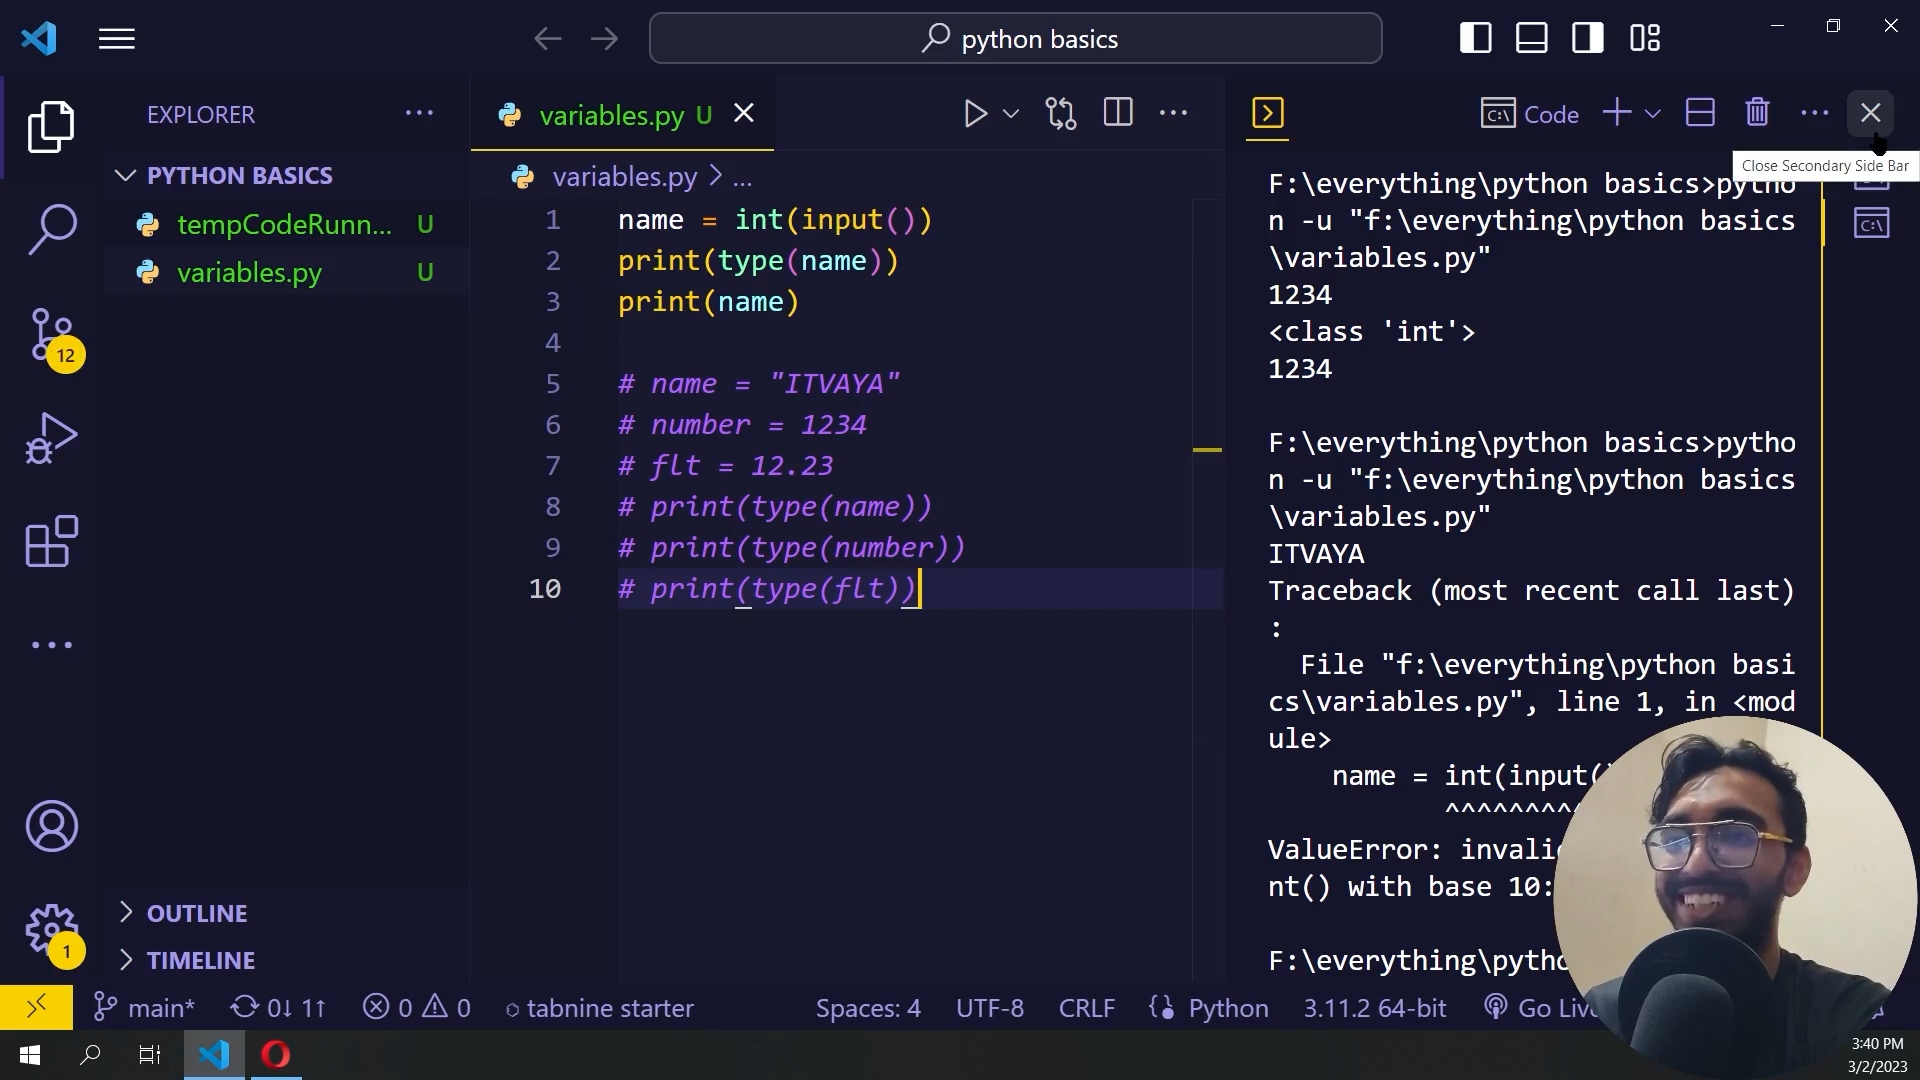 python basics
EXPLORER
PYTHON BASICS
tempCodeRunn... U
variables.py U
12
1
OUTLINE
TIMELINE
variables.py U
variables.py > ...
1 name = int(input())
2 print(type(name))
3 print(name)
4
5 # name = "ITVAYA"
6 # number = 1234
7 # flt = 12.23
8 # print(type(name))
9 # print(type(number))
10 # print(type(flt))
Code
Close Secondary Side Bar
F:\everything\python basics>pytho
n -u "f:\everything\python basics
\variables.py"
1234
<class 'int'>
1234
F:\everything\python basics>pytho
n -u "f:\everything\python basics
\variables.py"
ITVAYA
Traceback (most recent call last)
:
File "f:\everything\python basi
cs\variables.py", line 1, in <mod
ule>
name = int(input(
^^^^^^^^^
ValueError:
nt() with base 10:
F:\everything\
main* 0↓ 1↑ 0 0 tabnine starter Spaces: 4 UTF-8 CRLF Python 3.11.2 64-bit Go
3:40 PM
3/2/2023